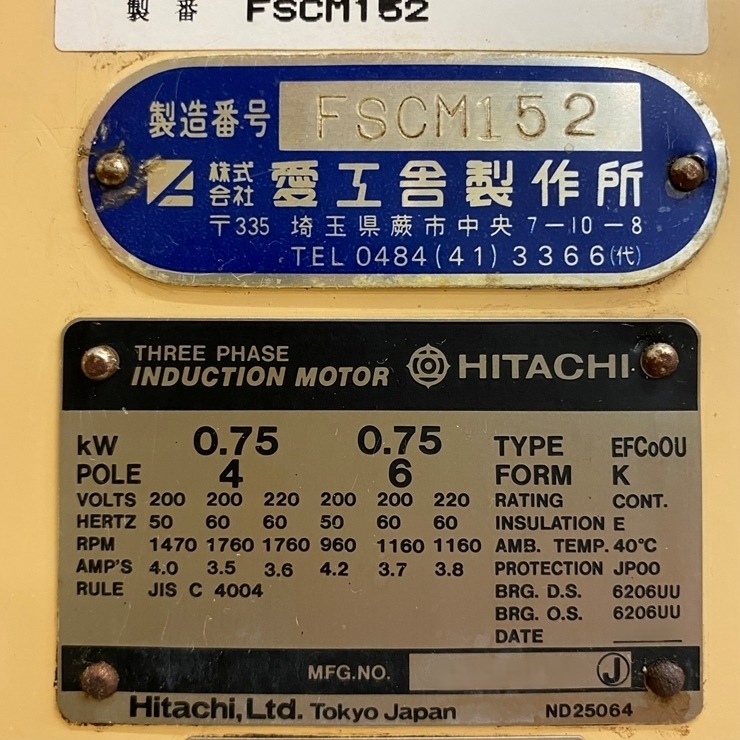 製番 FSCM152
製造番号 FSCM152
株式会社 愛工舎製作所
〒335 埼玉県蕨市中央7-10-8
TEL 0484(41)3366(代)
THREE PHASE
INDUCTION MOTOR HITACHI
kW 0.75 0.75 TYPE EFCoOU
POLE 4 6 FORM K
VOLTS 200 200 220 200 200 220 RATING CONT.
HERTZ 50 60 60 50 60 60 INSULATION E
RPM 1470 1760 1760 960 1160 1160 AMB. TEMP. 40°C
AMP'S 4.0 3.5 3.6 4.2 3.7 3.8 PROTECTION JP00
RULE JIS C 4004 BRG. D.S. 6206UU
BRG. O.S. 6206UU
DATE
MFG.NO. J
Hitachi, Ltd. Tokyo Japan ND25064